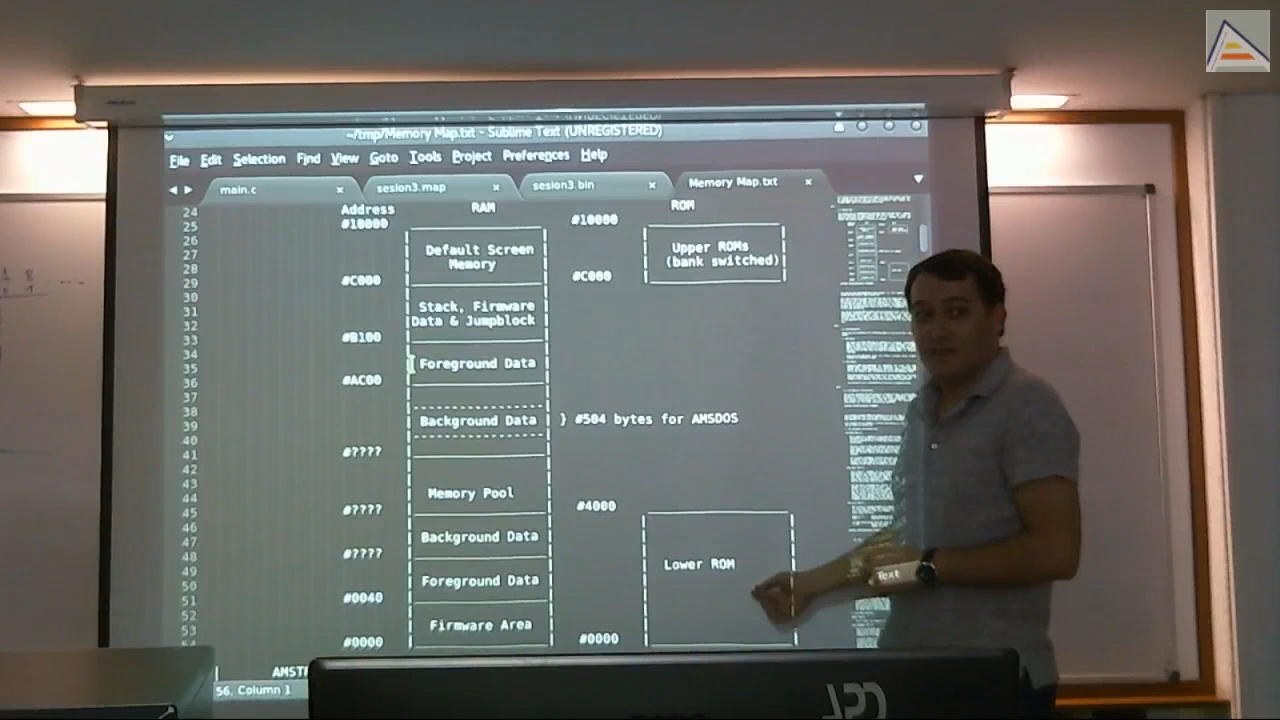 ~/tmp/Memory Map.txt - Sublime Text (UNREGISTERED)
File Edit Selection Find View Goto Tools Project Preferences Help
main.c × sesion3.map × sesion3.bin × Memory Map.txt ×
24 Address RAM ROM
25 #10000 #10000
26 Default Screen Upper ROMs
27 Memory (bank switched)
28
29 #C000 #C000
30
31 Stack, Firmware
32 Data & Jumpblock
33 #B100
34
35 Foreground Data
36 #AC00
37
38
39 Background Data } #504 bytes for AMSDOS
40
41 #????
42
43
44 Memory Pool
45 #???? #4000
46
47 Background Data
48 #????
49 Lower ROM
50 Foreground Data
51 #0040
52
53 Firmware Area
#0000 #0000
56, Column 1
Text